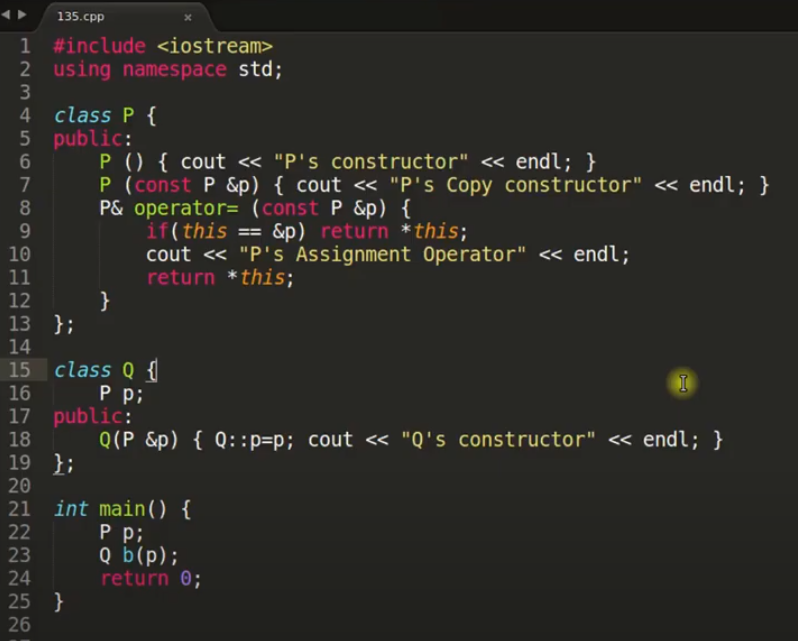 135.cpp
1 #include <iostream>
2 using namespace std;
3
4 class P {
5 public:
6     P () { cout << "P's constructor" << endl; }
7     P (const P &p) { cout << "P's Copy constructor" << endl; }
8     P& operator= (const P &p) {
9         if(this == &p) return *this;
10         cout << "P's Assignment Operator" << endl;
11         return *this;
12     }
13 };
14
15 class Q {
16     P p;
17 public:
18     Q(P &p) { Q::p=p; cout << "Q's constructor" << endl; }
19 };
20
21 int main() {
22     P p;
23     Q b(p);
24     return 0;
25 }
26